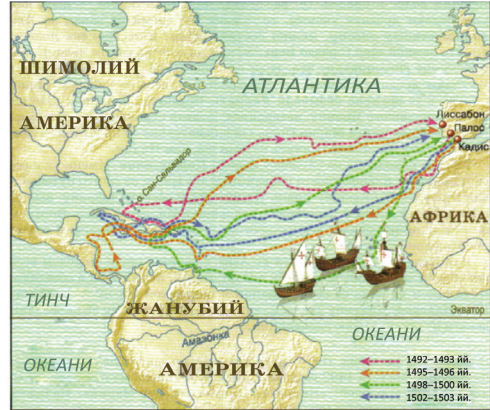 ШИМОЛИЙ
АМЕРИКА
АТЛАНТИКА
Лиссабон
Палос
Кадис
о. Сан-Сальвадор
АФРИКА
ТИНЧ
ОКЕАНИ
ЖАНУБИЙ
АМЕРИКА
Амазонка
Экватор
ОКЕАНИ
1492–1493 йй.
1495–1496 йй.
1498–1500 йй.
1502–1503 йй.